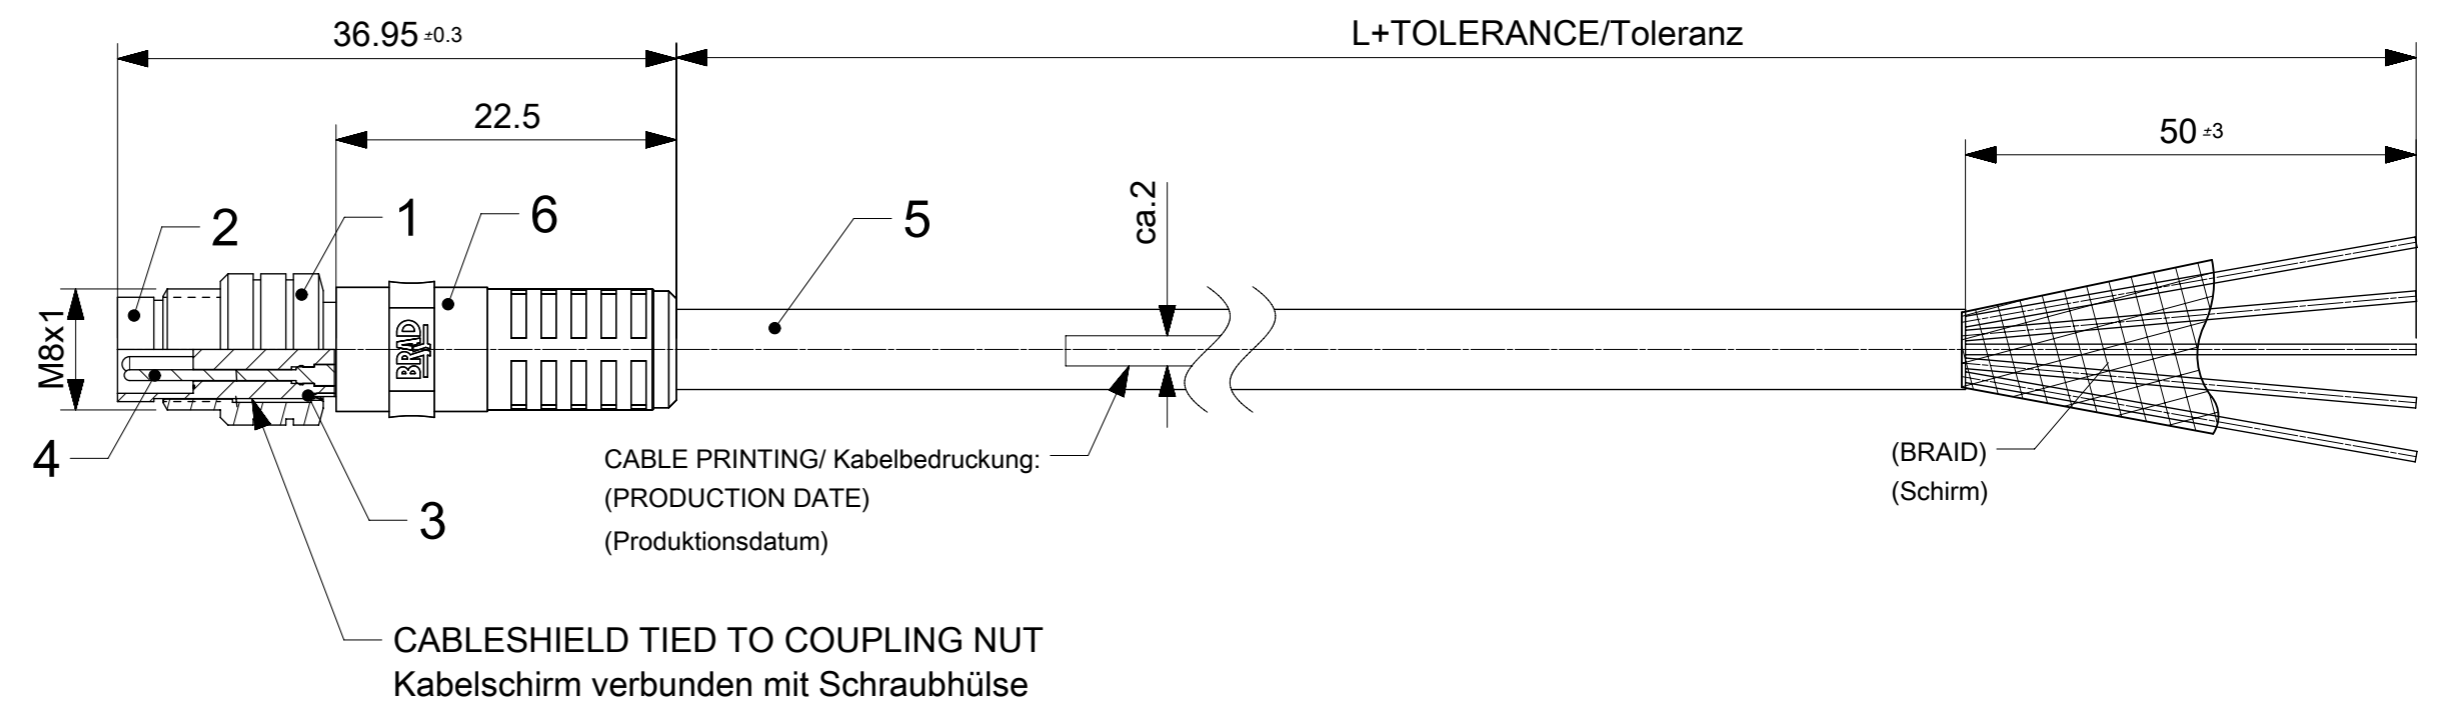 36.95 ±0.3
L+TOLERANCE/Toleranz
22.5
50 ±3
ca.2
2
1
6
5
M8x1
BRAD
4
3
CABLE PRINTING/ Kabelbedruckung:
(PRODUCTION DATE)
(Produktionsdatum)
(BRAID)
(Schirm)
CABLESHIELD TIED TO COUPLING NUT
Kabelschirm verbunden mit Schraubhülse